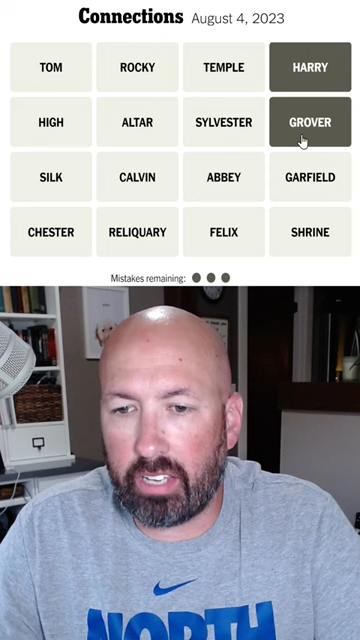 Connections August 4, 2023
TOM ROCKY TEMPLE HARRY
HIGH ALTAR SYLVESTER GROVER
SILK CALVIN ABBEY GARFIELD
CHESTER RELIQUARY FELIX SHRINE
Mistakes remaining:
NORTH